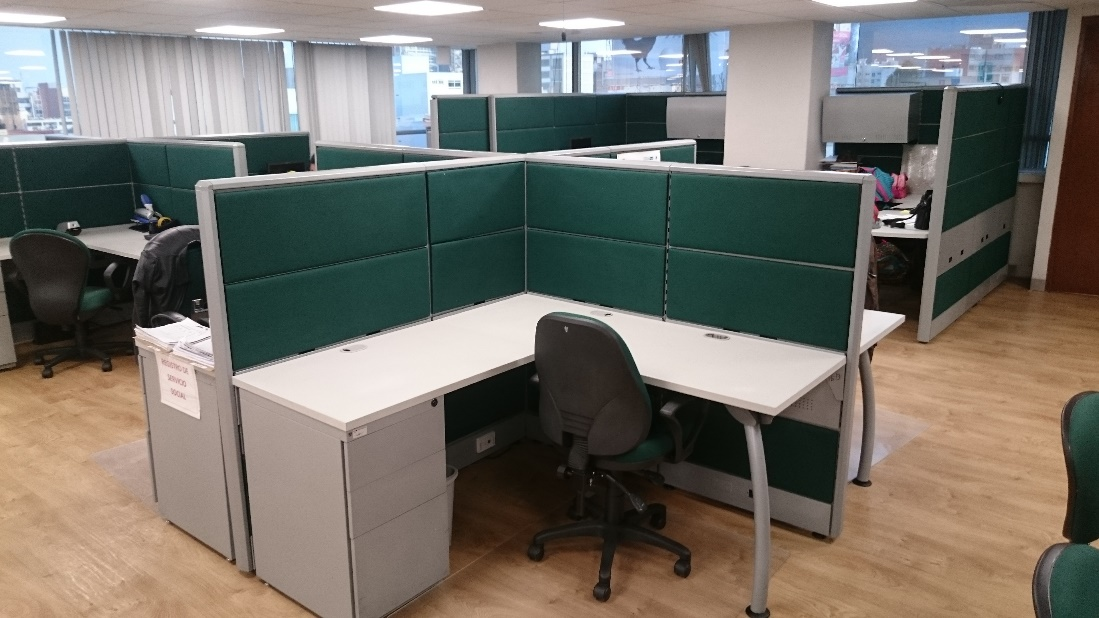 REGISTRO DE
SERVICIO
SOCIAL